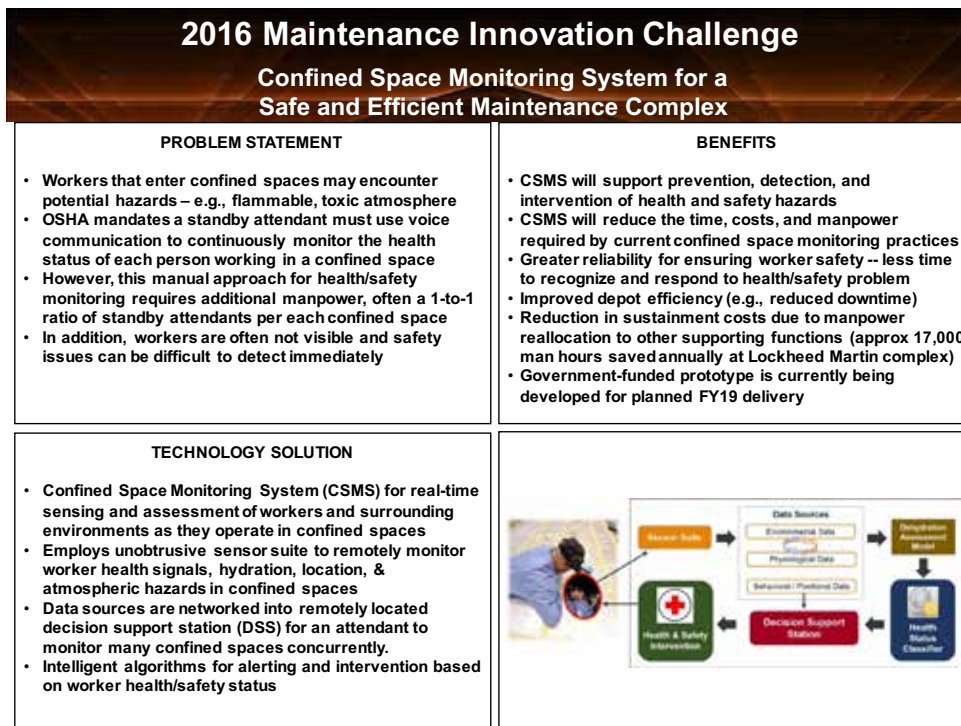 2016 Maintenance Innovation Challenge
Confined Space Monitoring System for a
Safe and Efficient Maintenance Complex
PROBLEM STATEMENT
• Workers that enter confined spaces may encounter
potential hazards – e.g., flammable, toxic atmosphere
• OSHA mandates a standby attendant must use voice
communication to continuously monitor the health
status of each person working in a confined space
• However, this manual approach for health/safety
monitoring requires additional manpower, often a 1-to-1
ratio of standby attendants per each confined space
• In addition, workers are often not visible and safety
issues can be difficult to detect immediately
BENEFITS
• CSMS will support prevention, detection, and
intervention of health and safety hazards
• CSMS will reduce the time, costs, and manpower
required by current confined space monitoring practices
• Greater reliability for ensuring worker safety -- less time
to recognize and respond to health/safety problem
• Improved depot efficiency (e.g., reduced downtime)
• Reduction in sustainment costs due to manpower
reallocation to other supporting functions (approx 17,000
man hours saved annually at Lockheed Martin complex)
• Government-funded prototype is currently being
developed for planned FY19 delivery
TECHNOLOGY SOLUTION
• Confined Space Monitoring System (CSMS) for real-time
sensing and assessment of workers and surrounding
environments as they operate in confined spaces
• Employs unobtrusive sensor suite to remotely monitor
worker health signals, hydration, location, &
atmospheric hazards in confined spaces
• Data sources are networked into remotely located
decision support station (DSS) for an attendant to
monitor many confined spaces concurrently.
• Intelligent algorithms for alerting and intervention based
on worker health/safety status
Sensor Suite
Data Sources
Environmental Data
Physiological Data
Behavioral / Positional Data
Dehydration
Assessment
Model
Health & Safety
Intervention
Decision Support
Station
Health
Status
Classifier